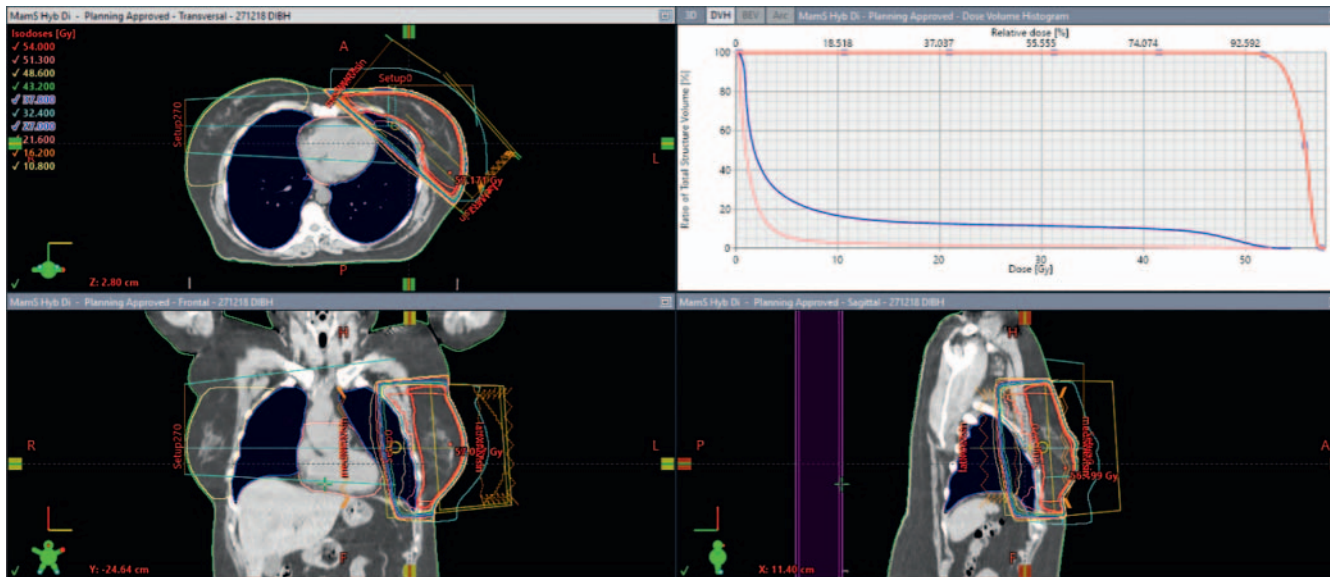 MamS Hyb Di - Planning Approved - Transversal - 271218 DIBH
Isodoses [Gy]
54.000
51.300
48.600
43.200
32.400
27.000
21.600
16.200
10.800
A
Setup0
Setup270
L
P
Z: 2.80 cm
3D
DVH
BEV
Arc
MamS Hyb Di - Planning Approved - Dose Volume Histogram
Relative dose [%]
0
18.518
37.037
55.555
74.074
92.592
Ratio of Total Structure Volume [%]
100
80
60
40
20
0
0
10
20
30
40
50
Dose [Gy]
MamS Hyb Di - Planning Approved - Frontal - 271218 DIBH
H
R
Setup270
Setup0
L
F
Y: -24.64 cm
MamS Hyb Di - Planning Approved - Sagittal - 271218 DIBH
H
P
A
F
X: 11.40 cm